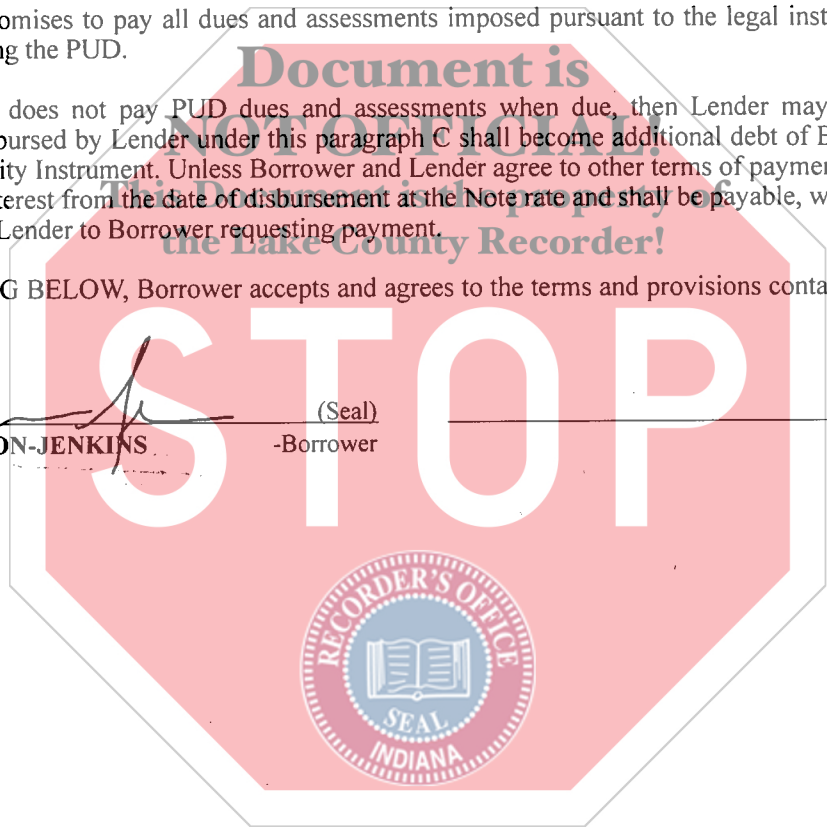 omises to pay all dues and assessments imposed pursuant to the legal inst
ng the PUD.
Document is
does not pay PUD dues and assessments when due, then Lender may
NOT OFFICIAL!
bursed by Lender under this paragraph C shall become additional debt of B
ity Instrument. Unless Borrower and Lender agree to other terms of paymen
This Document is the property of
terest from the date of disbursement at the Note rate and shall be payable, w
Lender to Borrower requesting payment.
the Lake County Recorder!
G BELOW, Borrower accepts and agrees to the terms and provisions conta
STOP
(Seal)
ON-JENKINS -Borrower
RECORDER'S OFFICE
SEAL
INDIANA